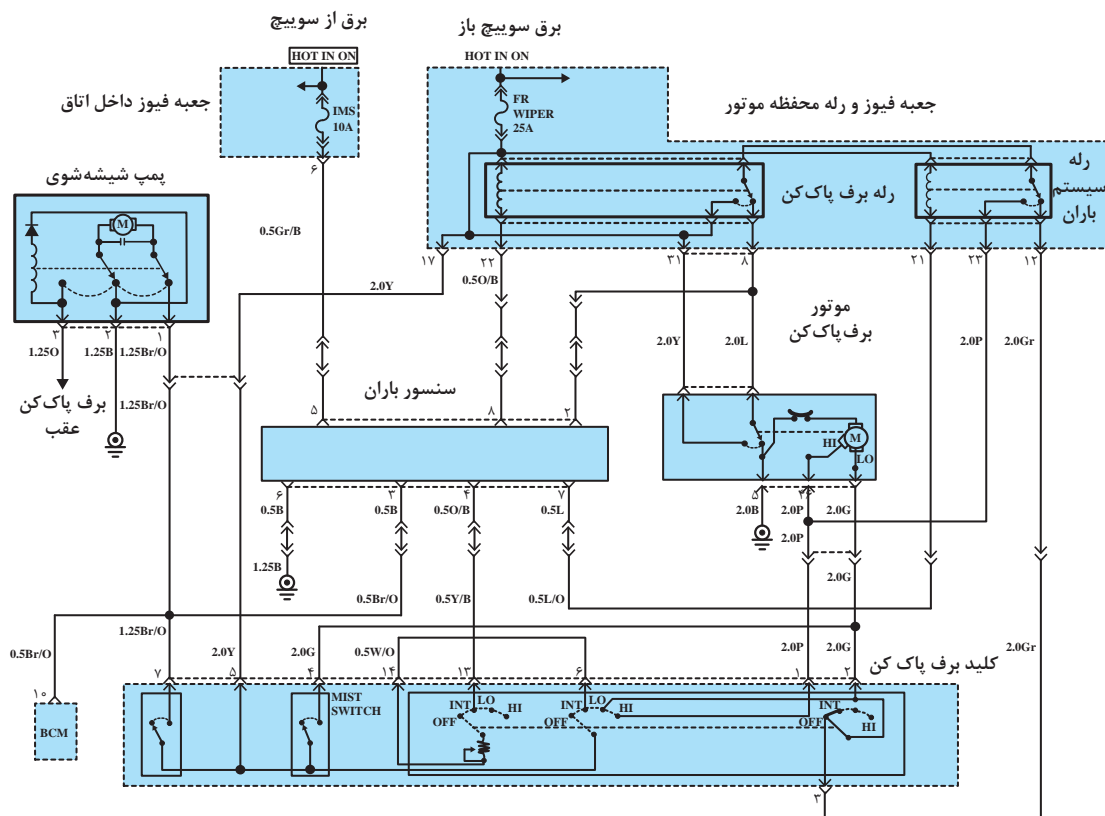 برق از سوییچ
برق سوییچ باز
HOT IN ON
HOT IN ON
جعبه فیوز داخل اتاق
IMS
10A
FR
WIPER
25A
جعبه فیوز و رله محفظه موتور
رله
سیستم
باران
رله برف پاک‌کن
پمپ شیشه‌شوی
M
۶
۱۷
۲۲
۳۱
۸
۲۱
۲۳
۱۲
0.5Gr/B
2.0Y
0.5O/B
موتور
برف‌پاک‌کن
2.0Y
2.0L
2.0P
2.0Gr
۳
۲
۱
1.25O
1.25B
1.25Br/O
1.25Br/O
برف پاک‌کن
عقب
سنسور باران
۵
۸
۲
HI
M
LO
۶
۳
۴
۷
0.5B
0.5B
0.5O/B
0.5L
۵
2.0B
2.0P
2.0G
2.0P
1.25B
2.0G
0.5Br/O
0.5Y/B
0.5L/O
0.5Br/O
1.25Br/O
2.0Y
2.0G
0.5W/O
2.0P
2.0G
2.0Gr
کلید برف پاک کن
۱۰
۷
۵
۴
۱۴
۱۳
۶
۱
۲
BCM
MIST
SWITCH
INT
LO
HI
OFF
INT
LO
HI
OFF
INT
HI
OFF
۳